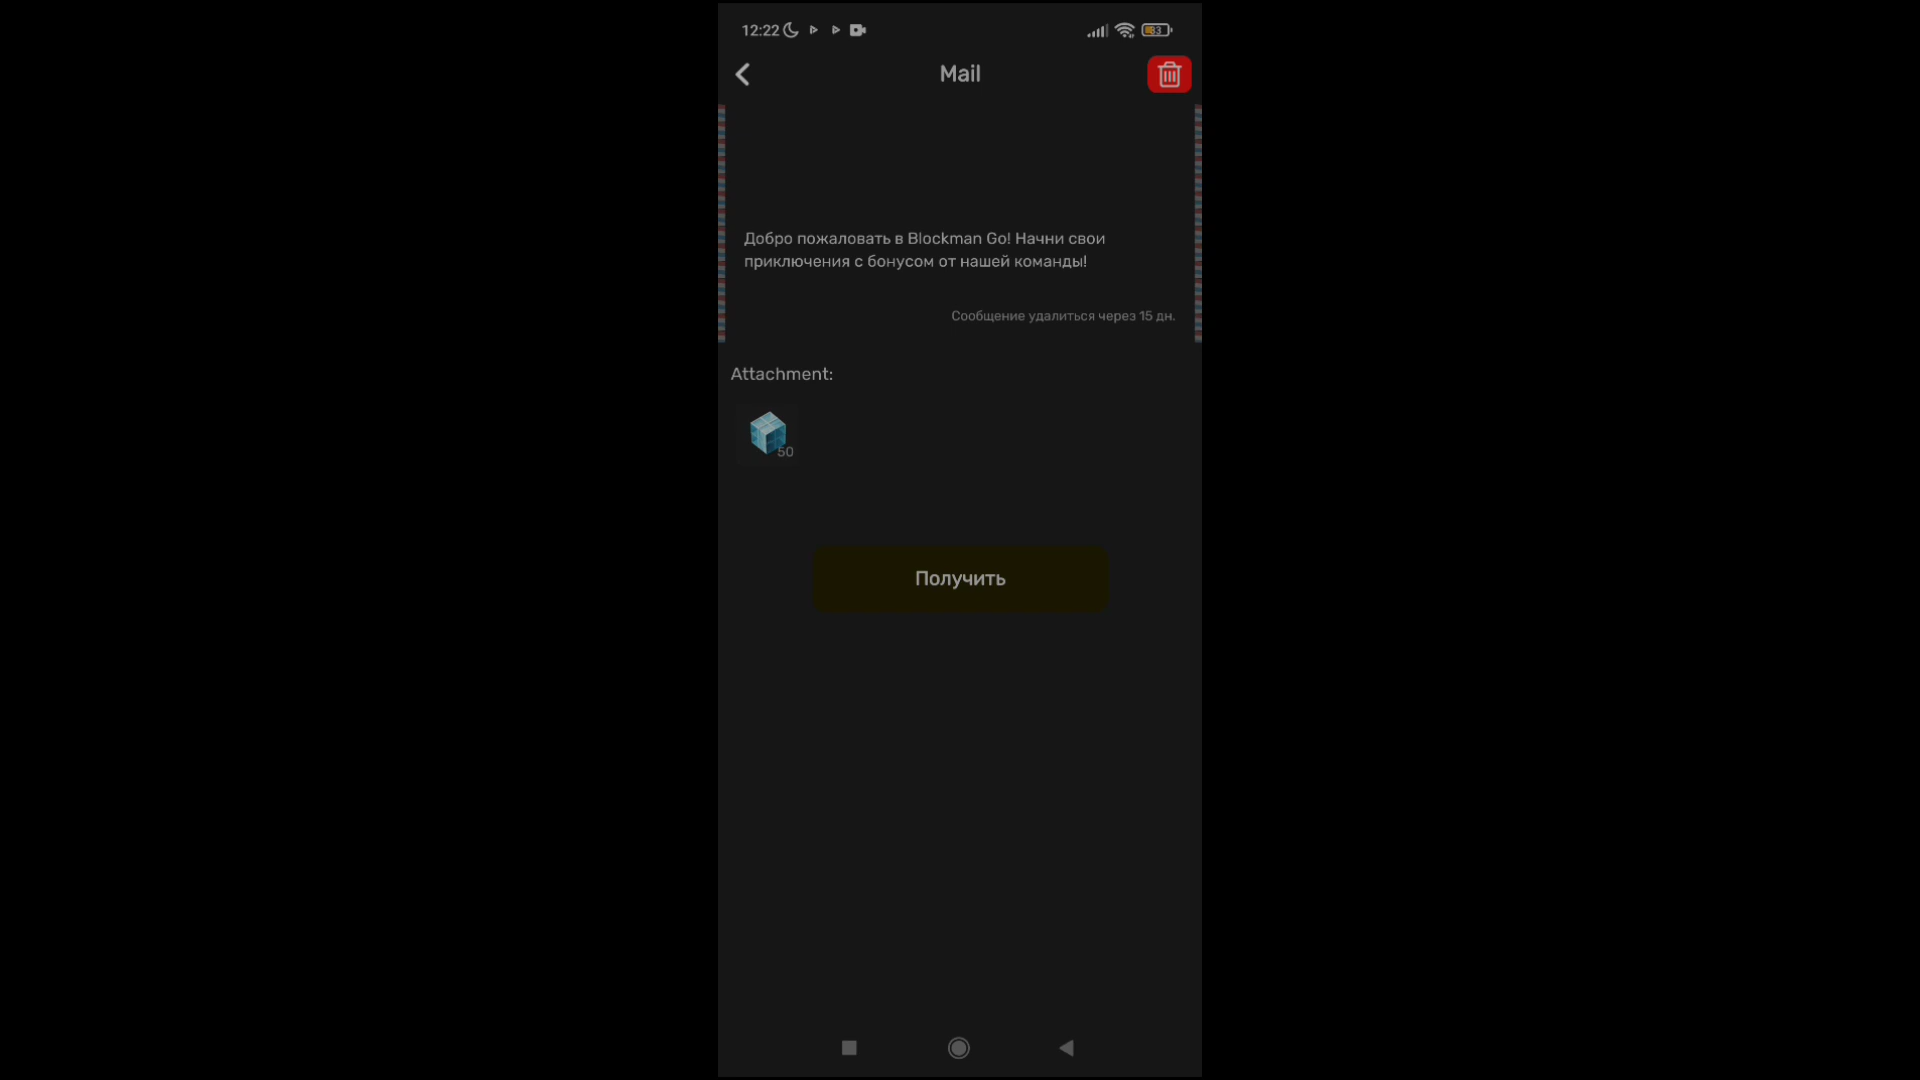 12:22
83
Mail
Добро пожаловать в Blockman Go! Начни свои
приключения с бонусом от нашей команды!
Сообщение удалиться через 15 дн.
Attachment:
50
Получить